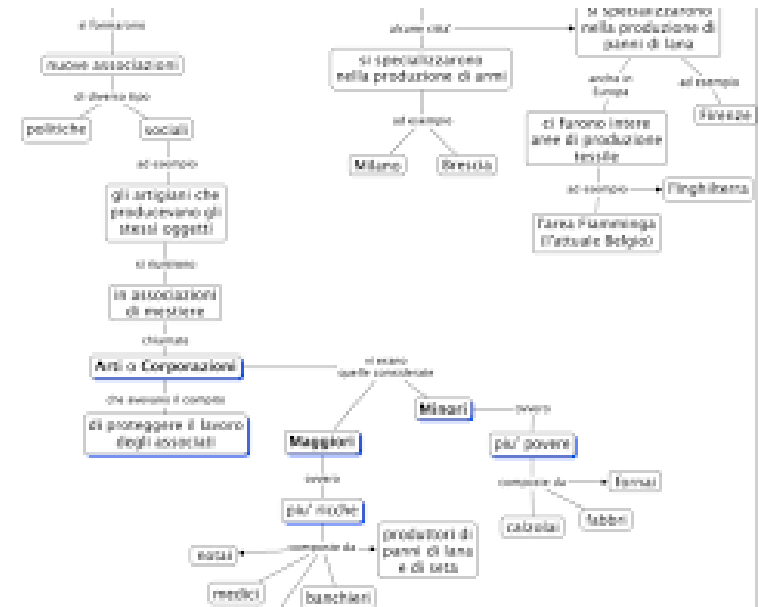 si formarono
nuove associazioni
di diverso tipo
politiche
sociali
ad esempio
gli artigiani che
producevano gli
stessi oggetti
si riunirono
in associazioni
di mestiere
chiamate
Arti o Corporazioni
che avevano il compito
di proteggere il lavoro
degli associati
vi erano
quelle considerate
Maggiori
ovvero
piu' ricche
composte da
notai
medici
banchieri
produttori di
panni di lana
e di seta
Minori
ovvero
piu' povere
composte da
fornai
fabbri
calzolai
alcune citta'
si specializzarono
nella produzione di armi
ad esempio
Milano
Brescia
si specializzarono
nella produzione di
panni di lana
anche in
Europa
ad esempio
Firenze
ci furono intere
aree di produzione
tessile
ad esempio
l'Inghilterra
l'area Fiamminga
(l'attuale Belgio)